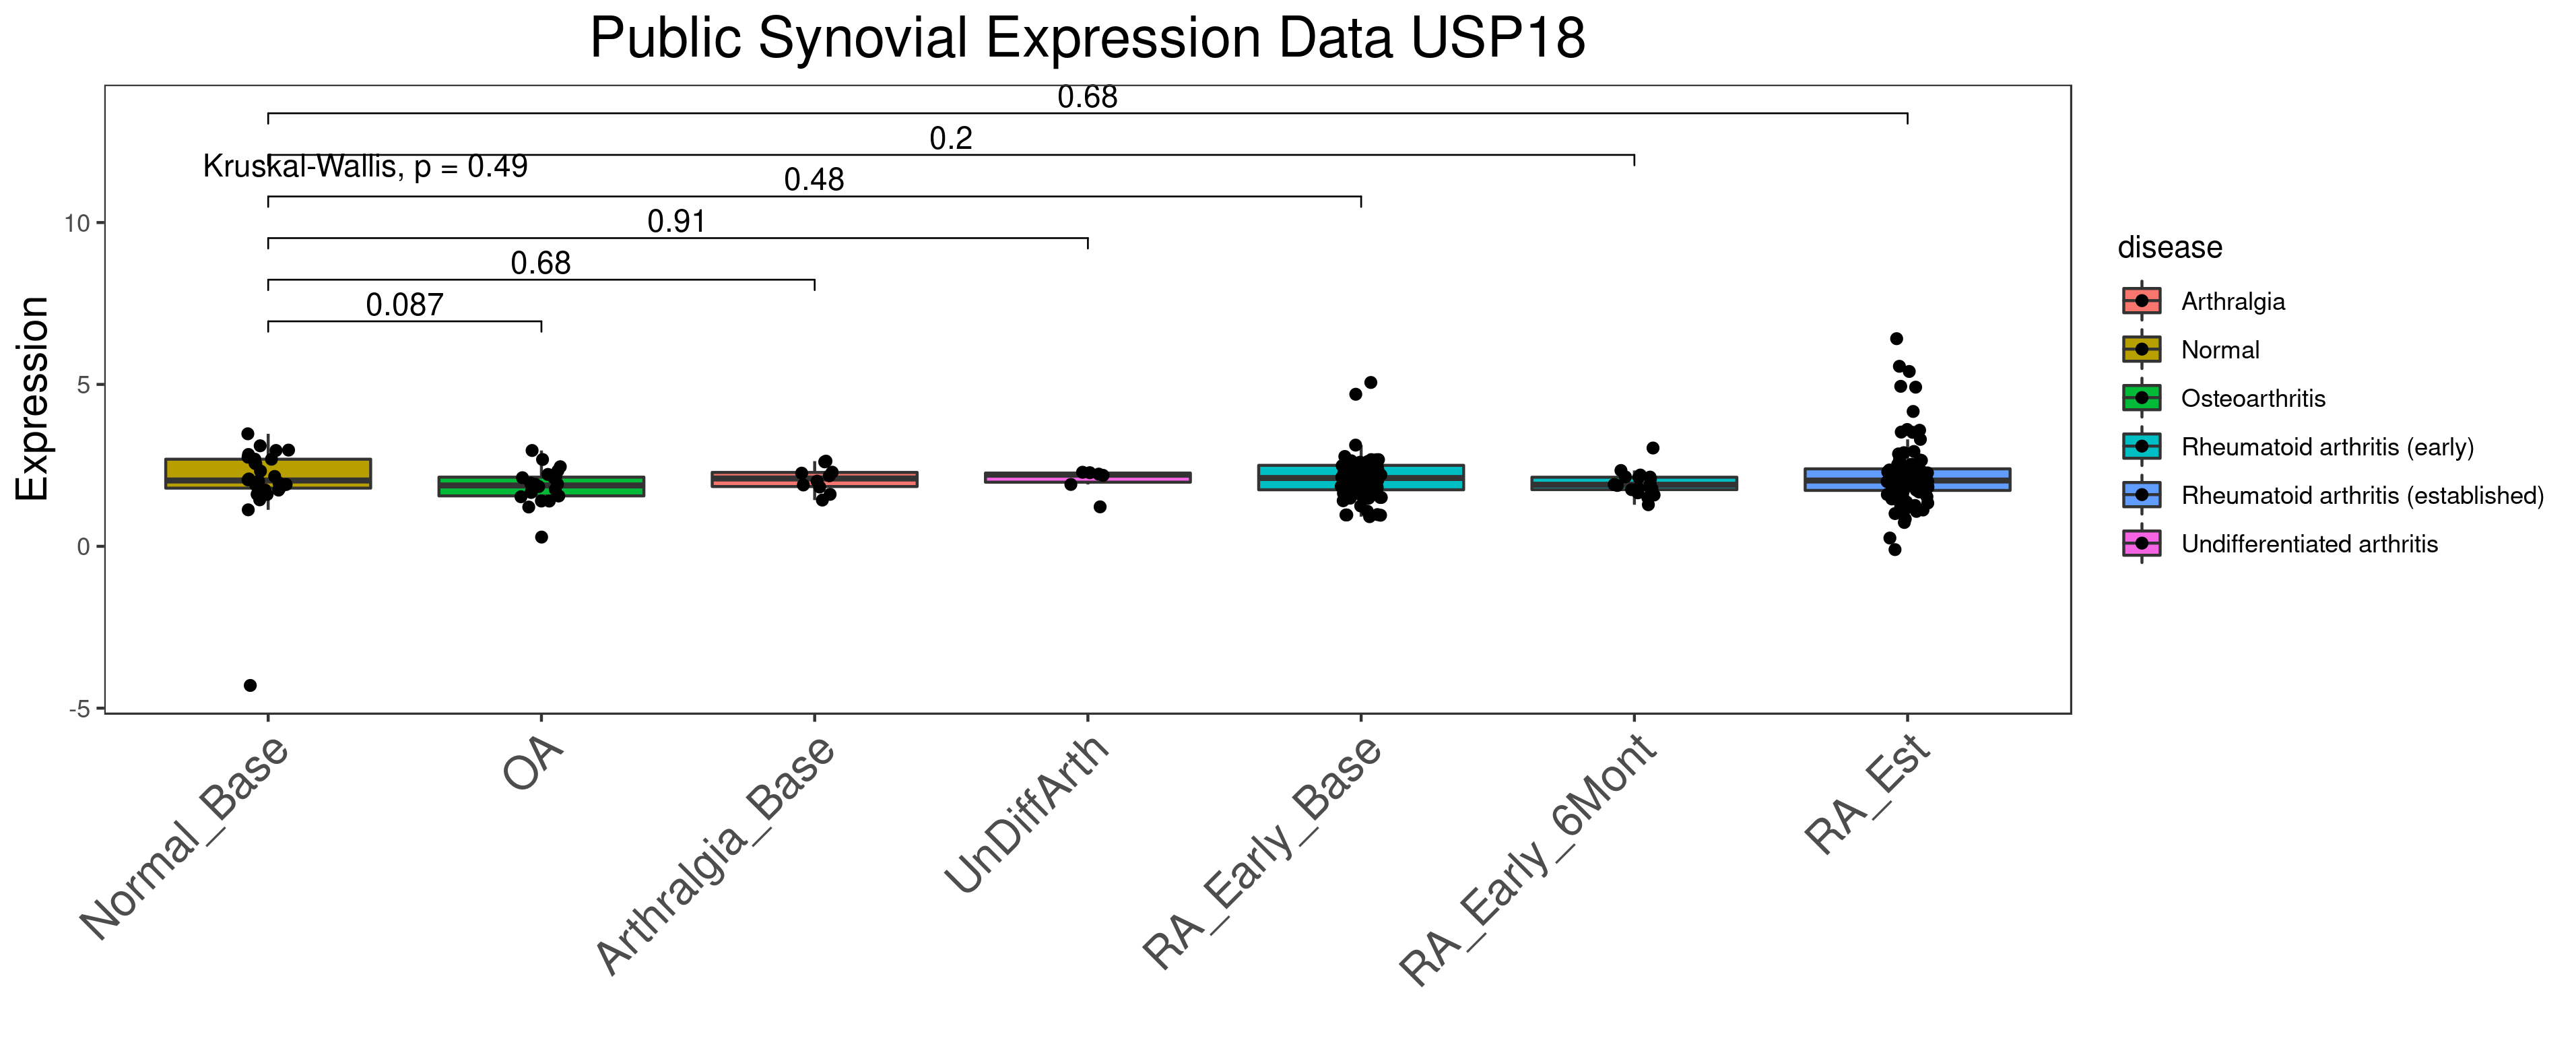 Public Synovial Expression Data USP18
0.68
0.2
Kruskal-Wallis, p = 0.49
0.48
0.91
0.68
0.087
Expression
10
5
0
-5
Normal_Base
OA
Arthralgia_Base
UnDiffArth
RA_Early_Base
RA_Early_6Mont
RA_Est
disease
Arthralgia
Normal
Osteoarthritis
Rheumatoid arthritis (early)
Rheumatoid arthritis (established)
Undifferentiated arthritis